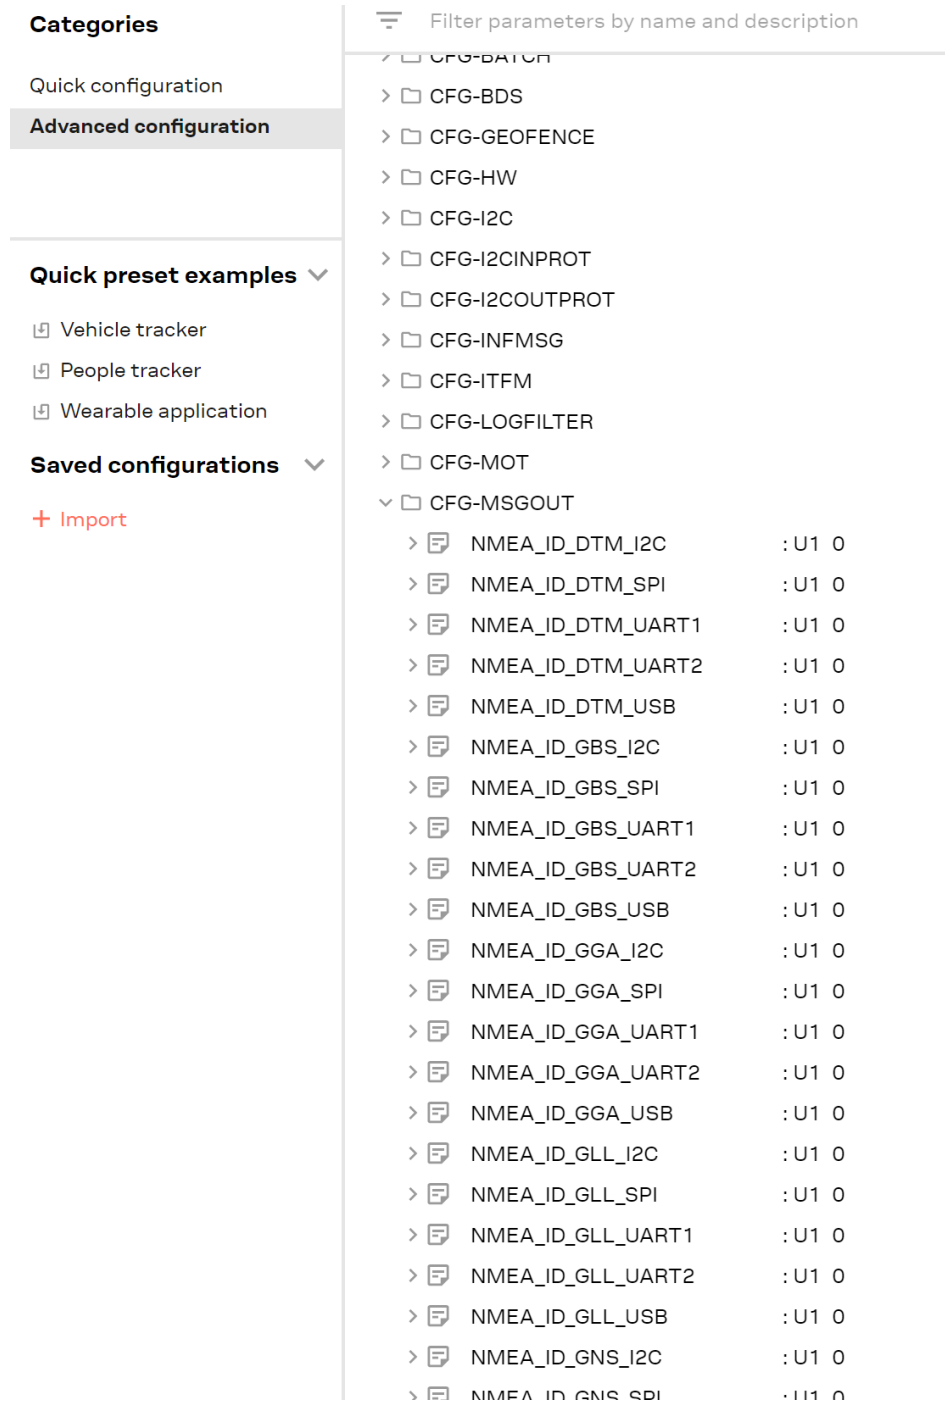 Categories
Quick configuration
Advanced configuration
Quick preset examples
Vehicle tracker
People tracker
Wearable application
Saved configurations
+ Import
Filter parameters by name and description
CFG-BATCH
CFG-BDS
CFG-GEOFENCE
CFG-HW
CFG-I2C
CFG-I2CINPROT
CFG-I2COUTPROT
CFG-INFMSG
CFG-ITFM
CFG-LOGFILTER
CFG-MOT
CFG-MSGOUT
NMEA_ID_DTM_I2C : U1 0
NMEA_ID_DTM_SPI : U1 0
NMEA_ID_DTM_UART1 : U1 0
NMEA_ID_DTM_UART2 : U1 0
NMEA_ID_DTM_USB : U1 0
NMEA_ID_GBS_I2C : U1 0
NMEA_ID_GBS_SPI : U1 0
NMEA_ID_GBS_UART1 : U1 0
NMEA_ID_GBS_UART2 : U1 0
NMEA_ID_GBS_USB : U1 0
NMEA_ID_GGA_I2C : U1 0
NMEA_ID_GGA_SPI : U1 0
NMEA_ID_GGA_UART1 : U1 0
NMEA_ID_GGA_UART2 : U1 0
NMEA_ID_GGA_USB : U1 0
NMEA_ID_GLL_I2C : U1 0
NMEA_ID_GLL_SPI : U1 0
NMEA_ID_GLL_UART1 : U1 0
NMEA_ID_GLL_UART2 : U1 0
NMEA_ID_GLL_USB : U1 0
NMEA_ID_GNS_I2C : U1 0
NMEA_ID_GNS_SPI : U1 0